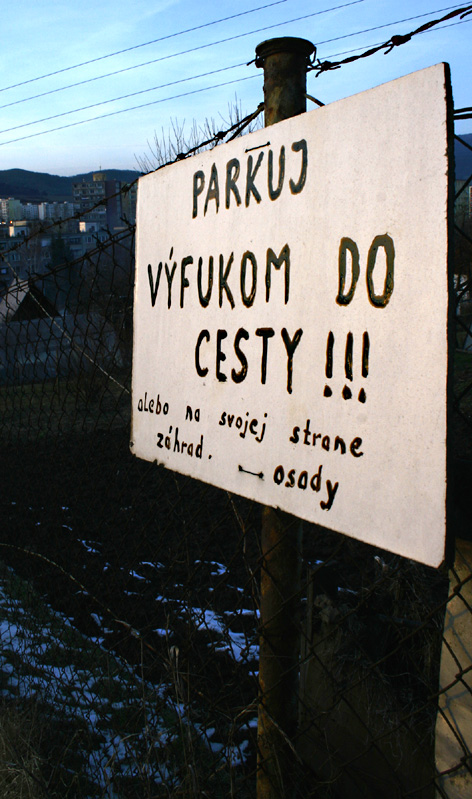 PARKUJ
VÝFUKOM DO
CESTY !!!
alebo na svojej strane
záhrad. osady